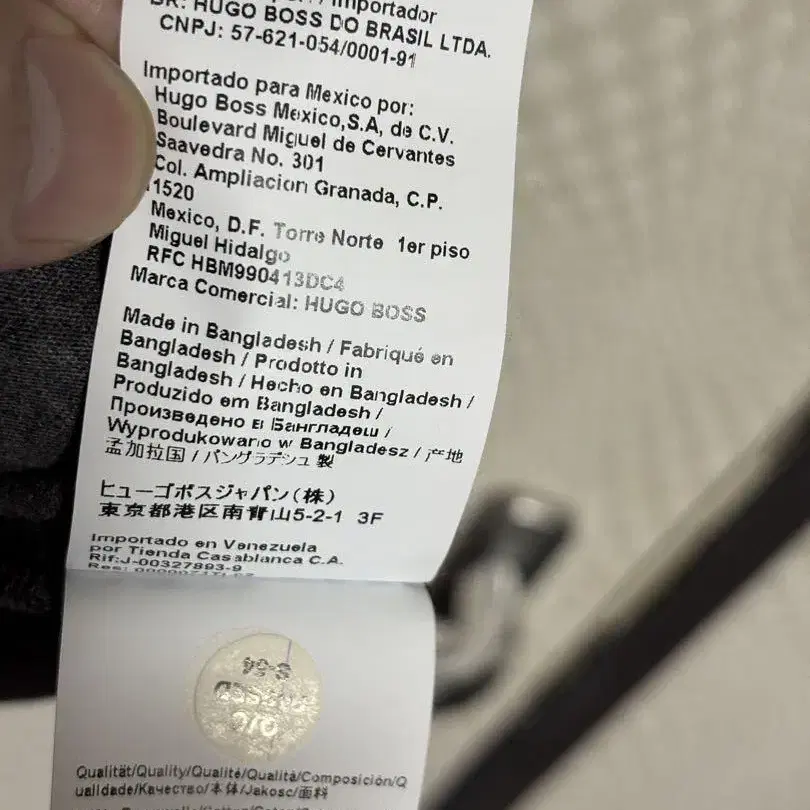 Importador
BR: HUGO BOSS DO BRASIL LTDA.
CNPJ: 57-621-054/0001-91
Importado para Mexico por:
Hugo Boss Mexico,S.A, de C.V.
Boulevard Miguel de Cervantes
Saavedra No. 301
Col. Ampliacion Granada, C.P.
11520
Mexico, D.F. Torre Norte 1er piso
Miguel Hidalgo
RFC HBM990413DC4
Marca Comercial: HUGO BOSS
Made in Bangladesh / Fabriqué en
Bangladesh / Prodotto in
Bangladesh / Hecho en Bangladesh /
Produzido em Bangladesh /
Произведено в Бангладеш /
Wyprodukowano w Bangladesz / 产地
孟加拉国 / バングラデシュ 製
ヒューゴボスジャパン(株)
東京都港区南青山5-2-1 3F
Importado en Venezuela
por Tienda Casablanca C.A.
Rif:J-00327893-9
Qualität/Quality/Qualité/Qualità/Composición/Q
ualidade/Качество/本体/Jakosc/面料